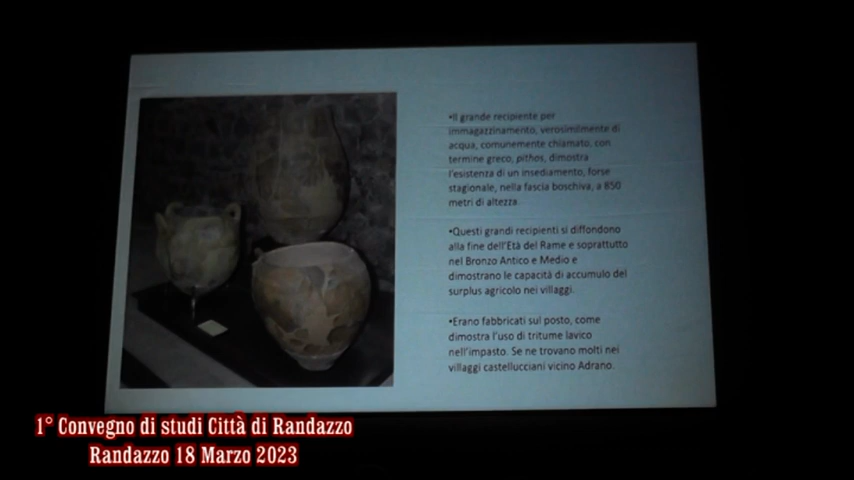 •Il grande recipiente per
immagazzinamento, verosimilmente di
acqua, comunemente chiamato, con
termine greco, pithos, dimostra
l'esistenza di un insediamento, forse
stagionale, nella fascia boschiva, a 850
metri di altezza.
•Questi grandi recipienti si diffondono
alla fine dell'Età del Rame e soprattutto
nel Bronzo Antico e Medio e
dimostrano le capacità di accumulo del
surplus agricolo nei villaggi.
•Erano fabbricati sul posto, come
dimostra l'uso di tritume lavico
nell'impasto. Se ne trovano molti nei
villaggi castellucciani vicino Adrano.
1° Convegno di studi Città di Randazzo
Randazzo 18 Marzo 2023